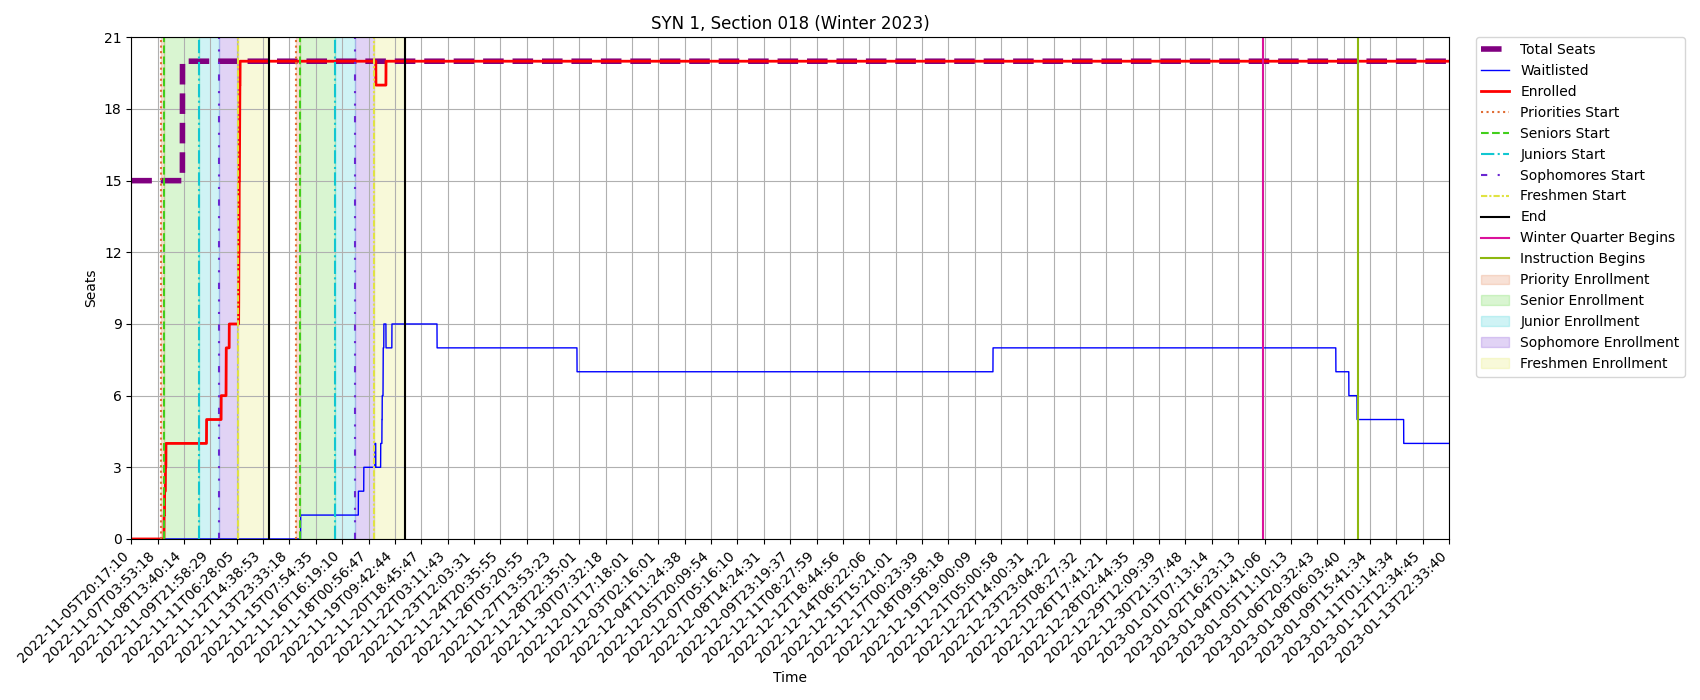 SYN 1, Section 018 (Winter 2023)
21
18
15
12
9
6
3
0
Seats
2022-11-05T20:17:10
2022-11-07T03:53:18
2022-11-08T13:40:14
2022-11-09T21:58:29
2022-11-11T06:28:05
2022-11-12T14:38:53
2022-11-13T23:33:18
2022-11-15T07:54:35
2022-11-16T16:19:10
2022-11-18T00:56:47
2022-11-19T09:42:44
2022-11-20T18:45:47
2022-11-22T03:11:43
2022-11-23T12:03:31
2022-11-24T20:35:55
2022-11-26T05:20:55
2022-11-27T13:53:23
2022-11-28T22:35:01
2022-11-30T07:32:18
2022-12-01T17:18:01
2022-12-03T02:16:01
2022-12-04T11:24:38
2022-12-05T20:09:54
2022-12-07T05:16:10
2022-12-08T14:24:31
2022-12-09T23:19:37
2022-12-11T08:27:59
2022-12-12T18:44:56
2022-12-14T06:22:06
2022-12-15T15:21:01
2022-12-17T00:23:39
2022-12-18T09:58:18
2022-12-19T19:00:09
2022-12-21T05:00:58
2022-12-22T14:00:31
2022-12-23T23:04:22
2022-12-25T08:27:32
2022-12-26T17:41:21
2022-12-28T02:44:35
2022-12-29T12:09:39
2022-12-30T21:37:48
2023-01-01T07:13:14
2023-01-02T16:23:13
2023-01-04T01:41:06
2023-01-05T11:10:13
2023-01-06T20:32:43
2023-01-08T06:03:40
2023-01-09T15:41:34
2023-01-11T01:14:34
2023-01-12T12:34:45
2023-01-13T22:33:40
Time
Total Seats
Waitlisted
Enrolled
Priorities Start
Seniors Start
Juniors Start
Sophomores Start
Freshmen Start
End
Winter Quarter Begins
Instruction Begins
Priority Enrollment
Senior Enrollment
Junior Enrollment
Sophomore Enrollment
Freshmen Enrollment